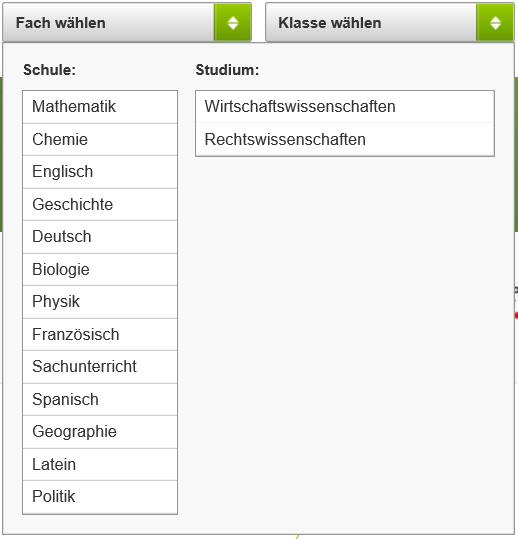 Fach wählen
Klasse wählen
Schule:
Mathematik
Chemie
Englisch
Geschichte
Deutsch
Biologie
Physik
Französisch
Sachunterricht
Spanisch
Geographie
Latein
Politik
Studium:
Wirtschaftswissenschaften
Rechtswissenschaften